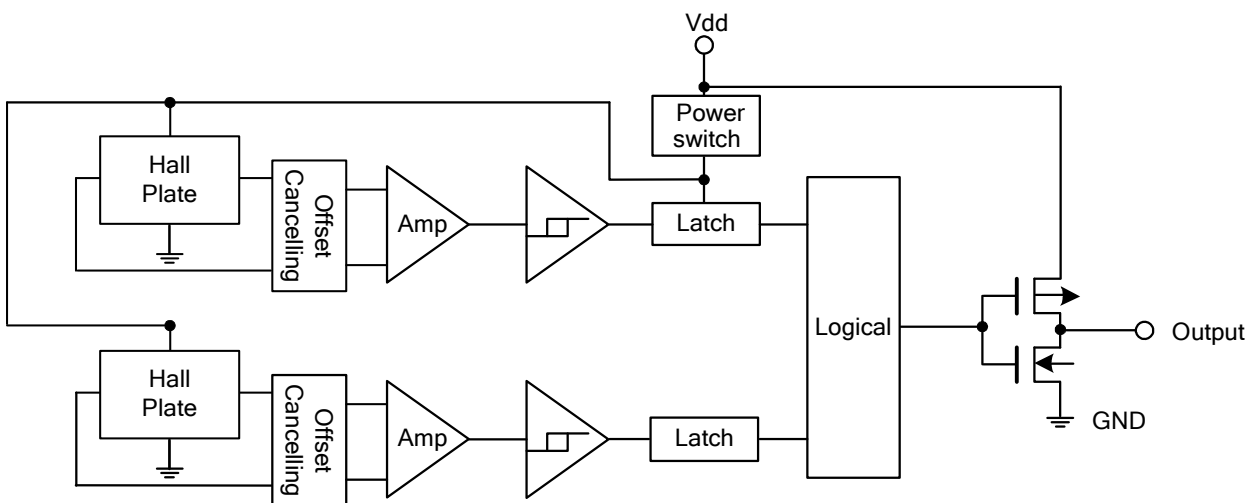 Vdd
Power
switch
Hall
Plate
Offset
Cancelling
Amp
Latch
Logical
Output
GND
Hall
Plate
Offset
Cancelling
Amp
Latch